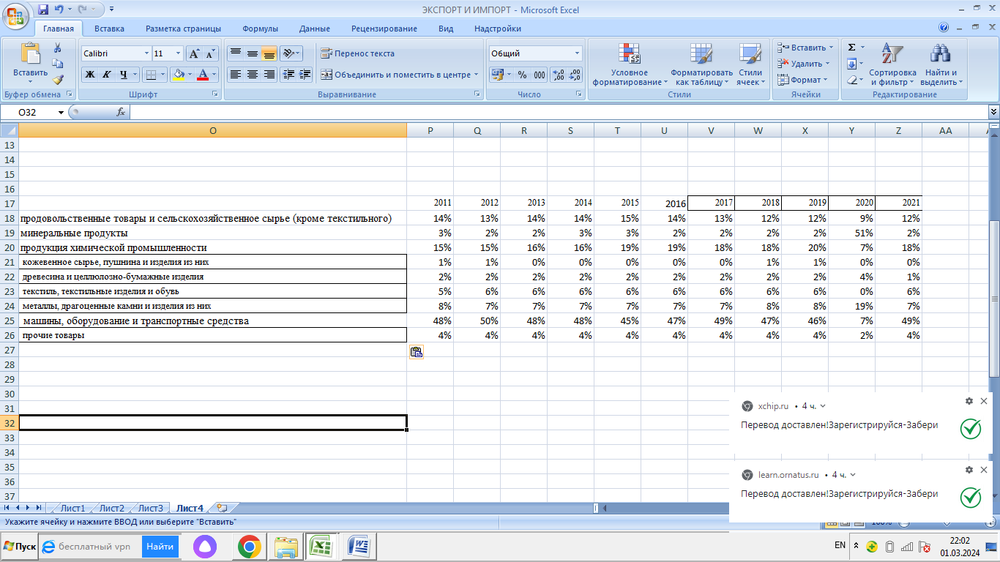 ЭКСПОРТ И ИМПОРТ - Microsoft Excel
Главная Вставка Разметка страницы Формулы Данные Рецензирование Вид Надстройки
Вставить
Буфер обмена
Calibri 11
Ж К Ч
Шрифт
Перенос текста
Объединить и поместить в центре
Выравнивание
Общий
% 000
Число
Условное форматирование
Форматировать как таблицу
Стили ячеек
Стили
Вставить
Удалить
Формат
Ячейки
Сортировка и фильтр
Найти и выделить
Редактирование
O32 fx
O P Q R S T U V W X Y Z AA
13
14
15
16
17 2011 2012 2013 2014 2015 2016 2017 2018 2019 2020 2021
18 продовольственные товары и сельскохозяйственное сырье (кроме текстильного) 14% 13% 14% 14% 15% 14% 13% 12% 12% 9% 12%
19 минеральные продукты 3% 2% 2% 3% 3% 2% 2% 2% 2% 51% 2%
20 продукция химической промышленности 15% 15% 16% 16% 19% 19% 18% 18% 20% 7% 18%
21 кожевенное сырье, пушнина и изделия из них 1% 1% 0% 0% 0% 0% 0% 1% 1% 0% 0%
22 древесина и целлюлозно-бумажные изделия 2% 2% 2% 2% 2% 2% 2% 2% 2% 4% 1%
23 текстиль, текстильные изделия и обувь 5% 6% 6% 6% 6% 6% 6% 6% 6% 0% 6%
24 металлы, драгоценные камни и изделия из них 8% 7% 7% 7% 7% 7% 7% 8% 8% 19% 7%
25 машины, оборудование и транспортные средства 48% 50% 48% 48% 45% 47% 49% 47% 46% 7% 49%
26 прочие товары 4% 4% 4% 4% 4% 4% 4% 4% 4% 2% 4%
27
28
29
30
31
32
33
34
35
36
37
xchip.ru • 4 ч.
Перевод доставлен!Зарегистрируйся-Забери
learn.ornatus.ru • 4 ч.
Перевод доставлен!Зарегистрируйся-Забери
Лист1 Лист2 Лист3 Лист4
Укажите ячейку и нажмите ВВОД или выберите "Вставить"
100%
Пуск бесплатный vpn Найти
EN 22:02
01.03.2024